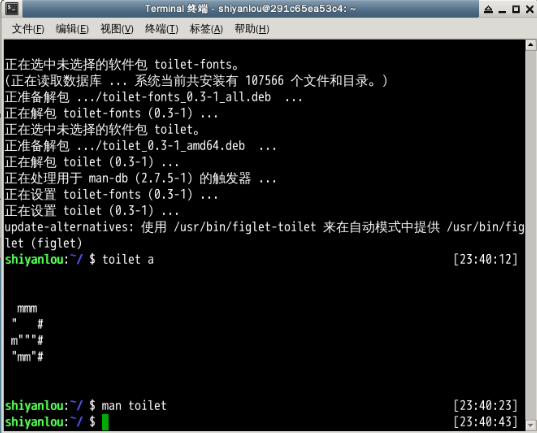 Terminal 终端 - shiyanlou@291c65ea53c4: ~
文件(F) 编辑(E) 视图(V) 终端(T) 标签(A) 帮助(H)
正在选中未选择的软件包 toilet-fonts。
(正在读取数据库 ... 系统当前共安装有 107566 个文件和目录。)
正准备解包 .../toilet-fonts_0.3-1_all.deb  ...
正在解包 toilet-fonts (0.3-1) ...
正在选中未选择的软件包 toilet。
正准备解包 .../toilet_0.3-1_amd64.deb  ...
正在解包 toilet (0.3-1) ...
正在处理用于 man-db (2.7.5-1) 的触发器 ...
正在设置 toilet-fonts (0.3-1) ...
正在设置 toilet (0.3-1) ...
update-alternatives: 使用 /usr/bin/figlet-toilet 来在自动模式中提供 /usr/bin/fig
let (figlet)
shiyanlou:~/ $ toilet a [23:40:12]
  mmm
 "   #
 m"""#
 "mm"#
shiyanlou:~/ $ man toilet [23:40:23]
shiyanlou:~/ $ [23:40:43]